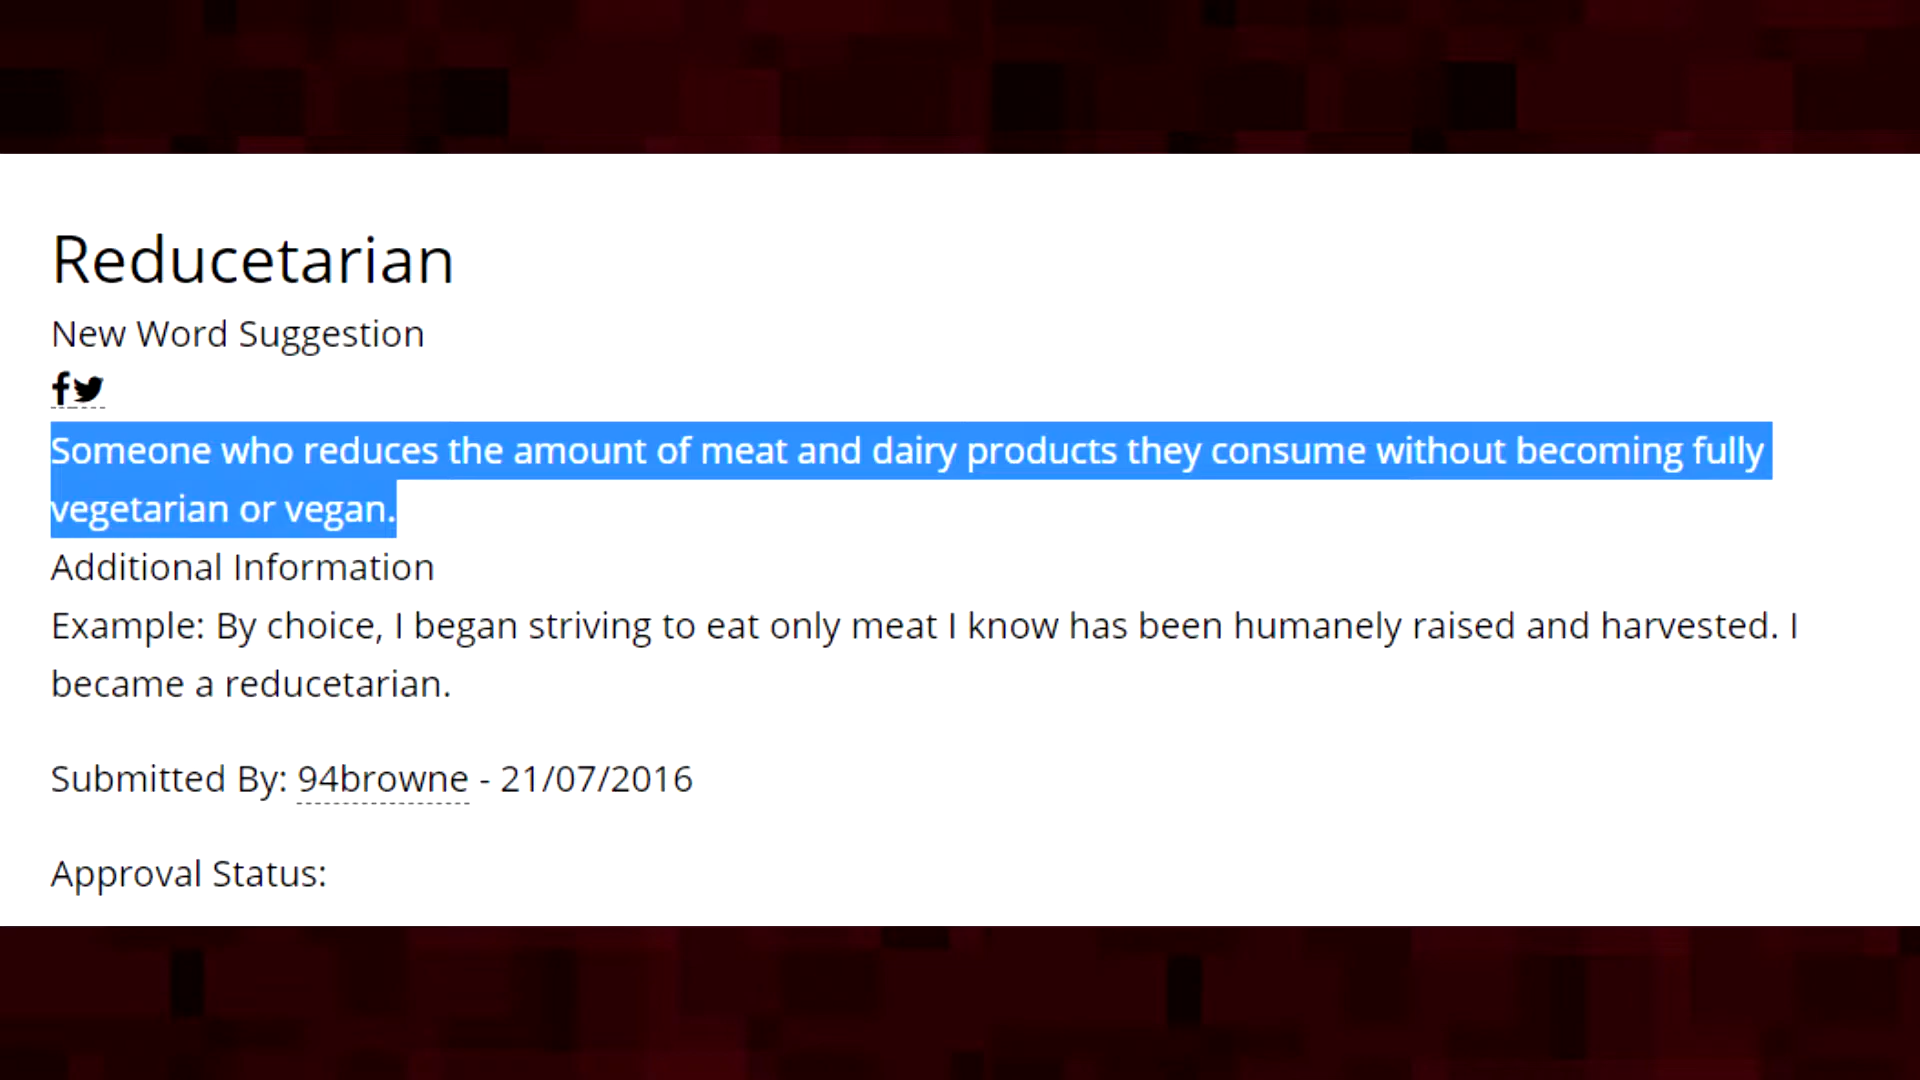 Reducetarian
New Word Suggestion
Someone who reduces the amount of meat and dairy products they consume without becoming fully
vegetarian or vegan.
Additional Information
Example: By choice, I began striving to eat only meat I know has been humanely raised and harvested. I
became a reducetarian.
Submitted By: 94browne - 21/07/2016
Approval Status: